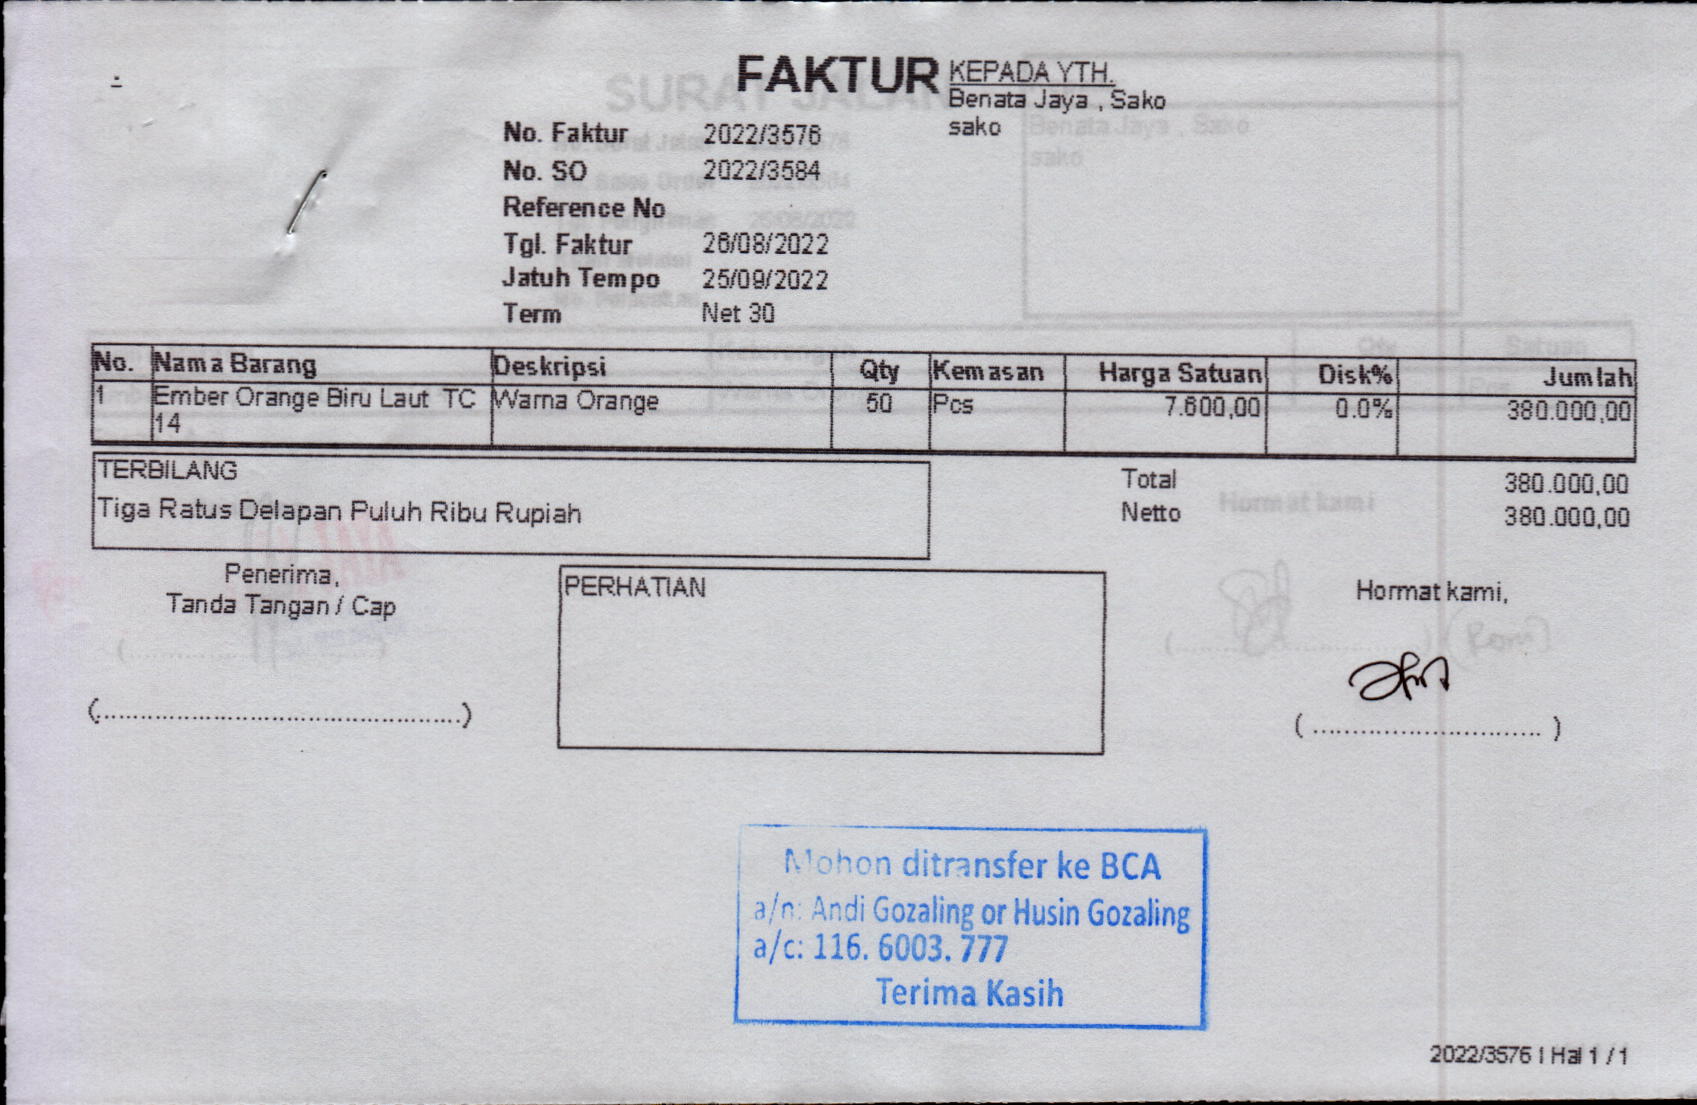 FAKTUR
KEPADA YTH.
Benata Jaya , Sako
sako
No. Faktur 2022/3576
No. SO 2022/3584
Reference No
Tgl. Faktur 26/08/2022
Jatuh Tempo 25/09/2022
Term Net 30
No. Nama Barang Deskripsi Qty Kemasan Harga Satuan Disk% Jumlah
1 Ember Orange Biru Laut TC Warna Orange 50 Pcs 7.600,00 0.0% 380.000,00
14
TERBILANG
Tiga Ratus Delapan Puluh Ribu Rupiah
Total 380.000,00
Netto 380.000,00
Penerima,
Tanda Tangan / Cap
(................................................)
PERHATIAN
Hormat kami,
( ............................. )
Mohon ditransfer ke BCA
a/n: Andi Gozaling or Husin Gozaling
a/c: 116. 6003. 777
Terima Kasih
2022/3576 | Hal 1 / 1